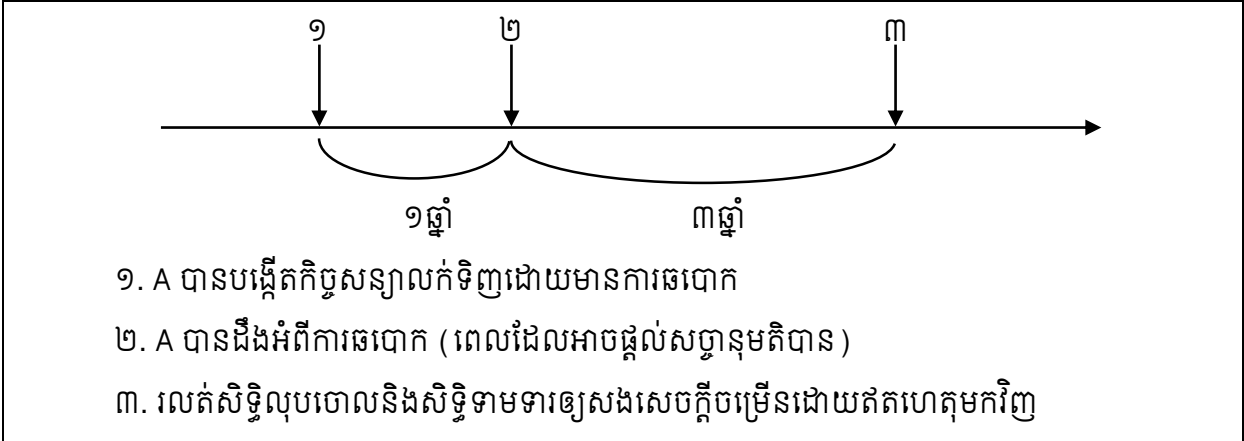 ១ ២ ៣
១ឆ្នាំ ៣ឆ្នាំ
១. A បានបង្កើតកិច្ចសន្យាលក់ទិញដោយមានការឆបោក
២. A បានដឹងអំពីការឆបោក (ពេលដែលអាចផ្តល់សច្ចានុមតិបាន)
៣. រលត់សិទ្ធិលុបចោលនិងសិទ្ធិទាមទារឲ្យសងសេចក្តីចម្រើនដោយឥតហេតុមកវិញ